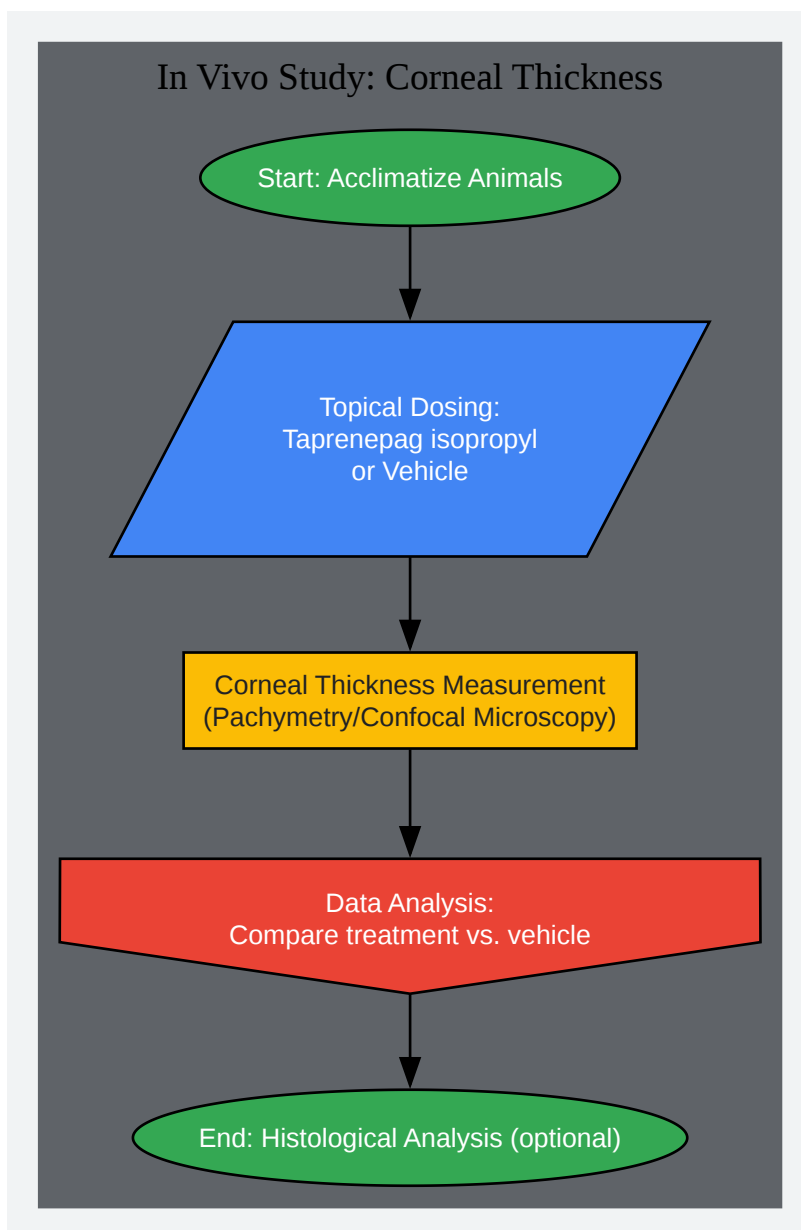 In Vivo Study: Corneal Thickness
Start: Acclimatize Animals
Topical Dosing:
Taprenepag isopropyl
or Vehicle
Corneal Thickness Measurement
(Pachymetry/Confocal Microscopy)
Data Analysis:
Compare treatment vs. vehicle
End: Histological Analysis (optional)